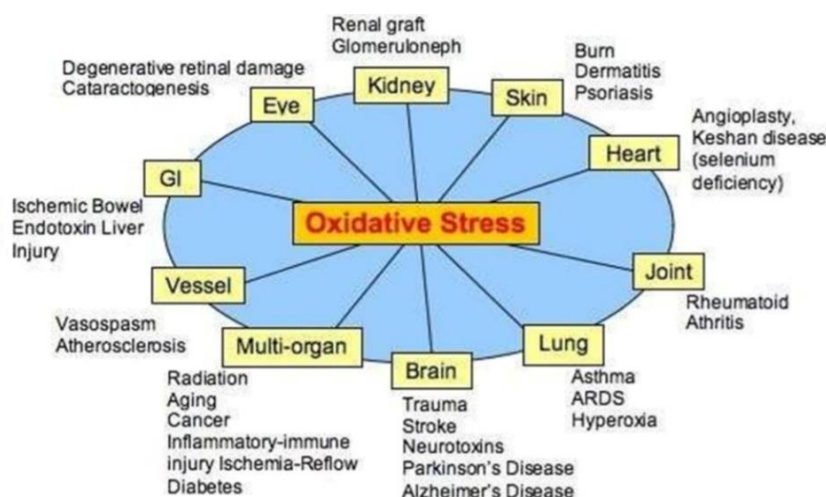 Renal graft
Glomeruloneph
Kidney
Burn
Dermatitis
Psoriasis
Skin
Degenerative retinal damage
Cataractogenesis
Eye
Angioplasty,
Keshan disease
(selenium
deficiency)
Heart
GI
Ischemic Bowel
Endotoxin Liver
Injury
Oxidative Stress
Vessel
Vasospasm
Atherosclerosis
Joint
Rheumatoid
Athritis
Multi-organ
Radiation
Aging
Cancer
Inflammatory-immune
injury Ischemia-Reflow
Diabetes
Brain
Trauma
Stroke
Neurotoxins
Parkinson's Disease
Alzheimer's Disease
Lung
Asthma
ARDS
Hyperoxia